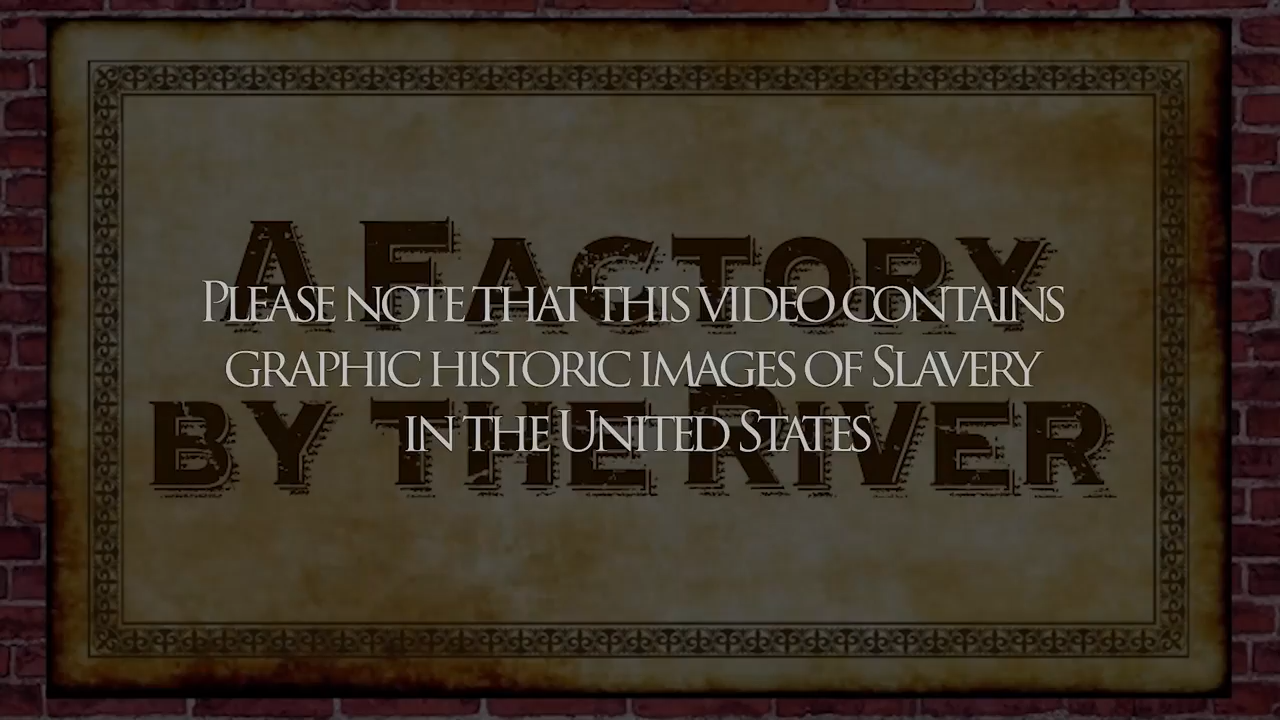 A FACTORY
PLEASE NOTE THAT THIS VIDEO CONTAINS
GRAPHIC HISTORIC IMAGES OF SLAVERY
BY THE RIVER
IN THE UNITED STATES